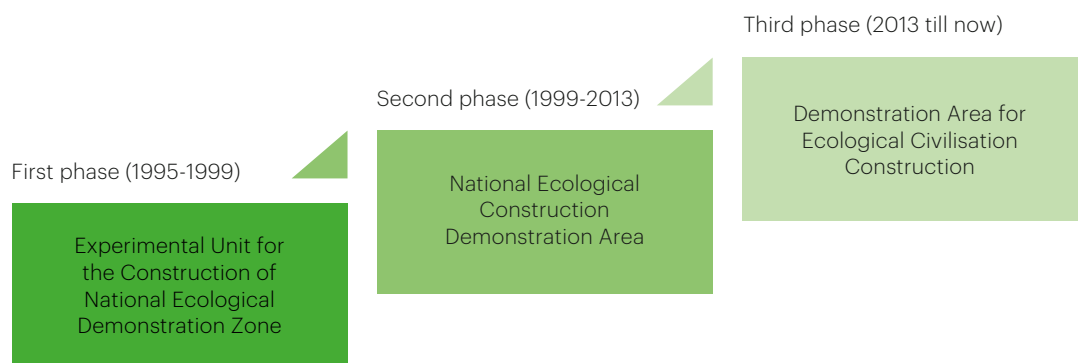 First phase (1995-1999)
Experimental Unit for
the Construction of
National Ecological
Demonstration Zone
Second phase (1999-2013)
National Ecological
Construction
Demonstration Area
Third phase (2013 till now)
Demonstration Area for
Ecological Civilisation
Construction